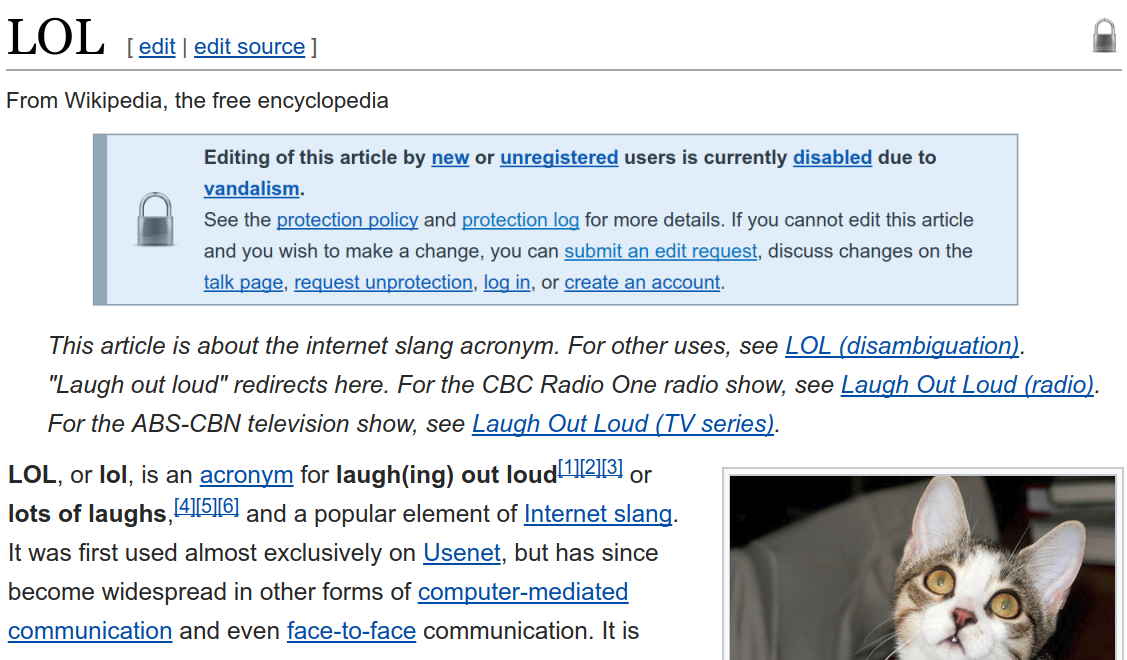 LOL [ edit | edit source ]
From Wikipedia, the free encyclopedia
Editing of this article by new or unregistered users is currently disabled due to
vandalism.
See the protection policy and protection log for more details. If you cannot edit this article
and you wish to make a change, you can submit an edit request, discuss changes on the
talk page, request unprotection, log in, or create an account.
This article is about the internet slang acronym. For other uses, see LOL (disambiguation).
"Laugh out loud" redirects here. For the CBC Radio One radio show, see Laugh Out Loud (radio).
For the ABS-CBN television show, see Laugh Out Loud (TV series).
LOL, or lol, is an acronym for laugh(ing) out loud[1][2][3] or
lots of laughs,[4][5][6] and a popular element of Internet slang.
It was first used almost exclusively on Usenet, but has since
become widespread in other forms of computer-mediated
communication and even face-to-face communication. It is